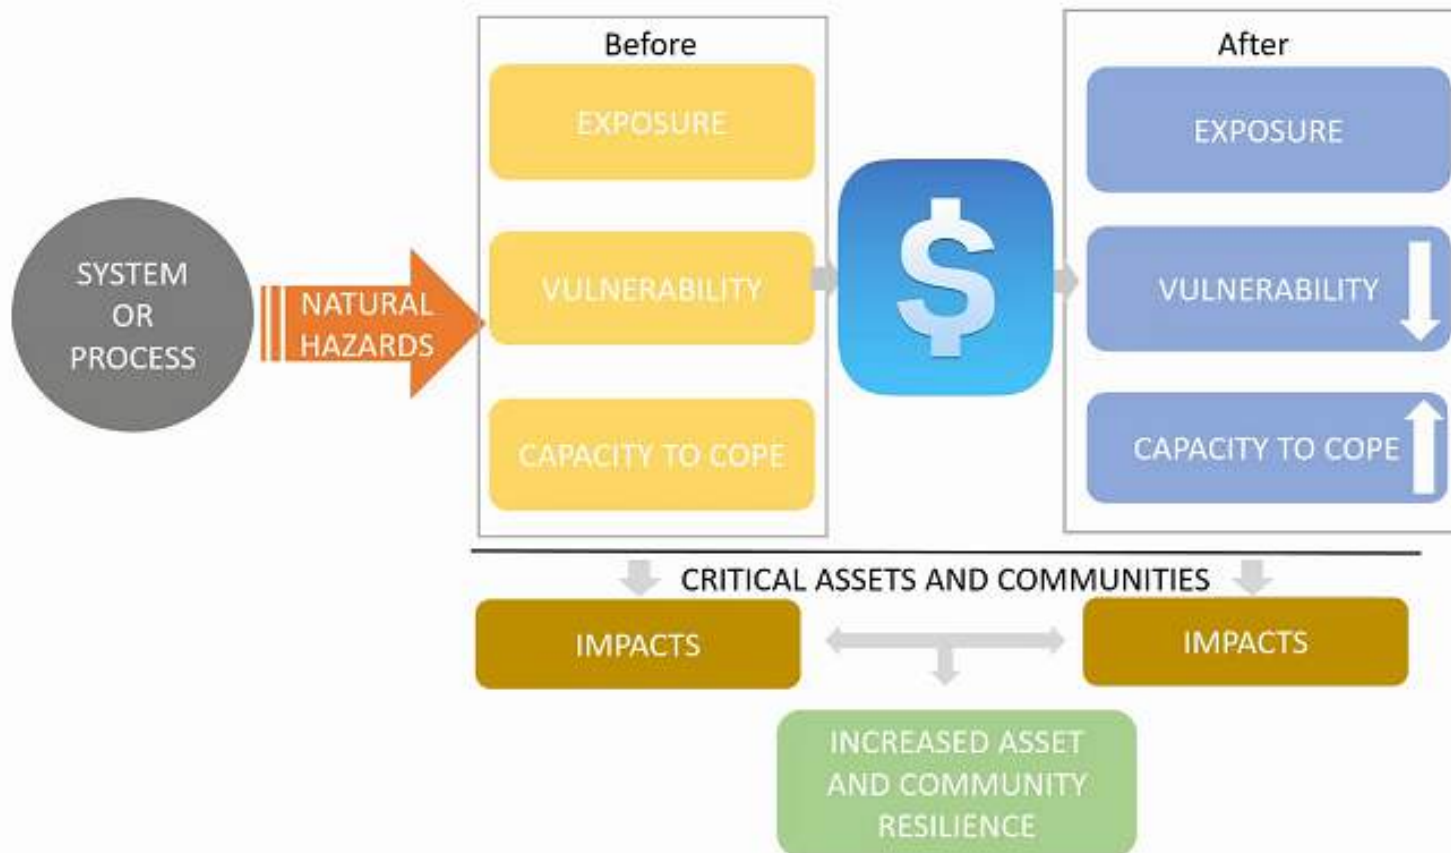 Before
After
EXPOSURE
EXPOSURE
SYSTEM
OR
PROCESS
NATURAL
HAZARDS
VULNERABILITY
$
VULNERABILITY
CAPACITY TO COPE
CAPACITY TO COPE
CRITICAL ASSETS AND COMMUNITIES
IMPACTS
IMPACTS
INCREASED ASSET
AND COMMUNITY
RESILIENCE